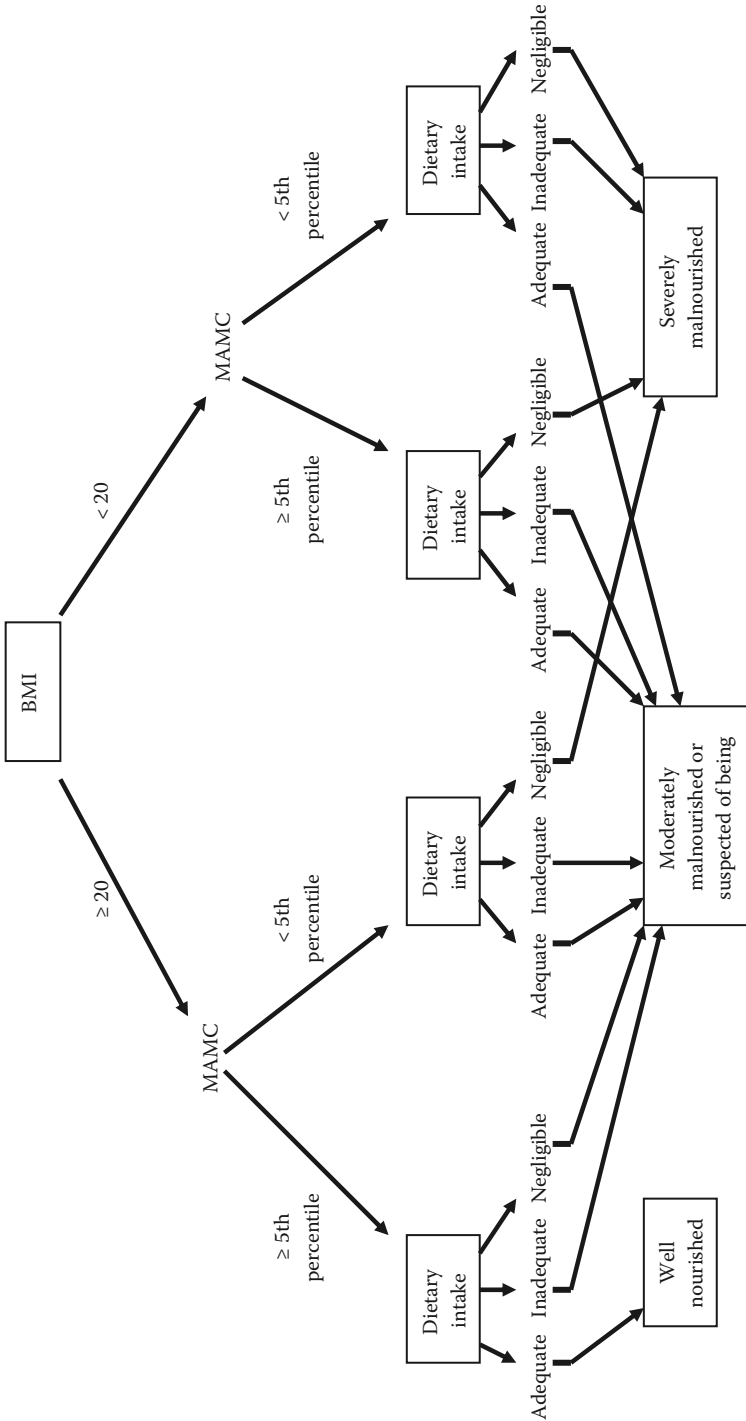 BMI
≥ 20
< 20
MAMC
MAMC
≥ 5th
percentile
< 5th
percentile
≥ 5th
percentile
< 5th
percentile
Dietary
intake
Dietary
intake
Dietary
intake
Dietary
intake
Adequate
Inadequate
Negligible
Adequate
Inadequate
Negligible
Adequate
Inadequate
Negligible
Adequate
Inadequate
Negligible
Well
nourished
Moderately
malnourished or
suspected of being
Severely
malnourished